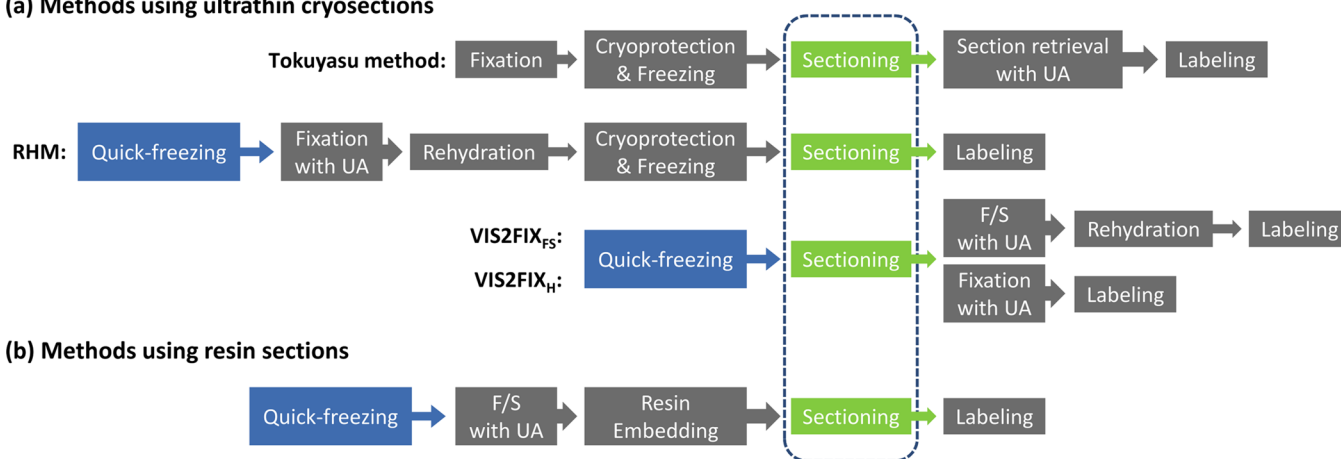 (a) Methods using ultrathin cryosections
Tokuyasu method:
Fixation
Cryoprotection
& Freezing
Sectioning
Section retrieval
with UA
Labeling
RHM:
Quick-freezing
Fixation
with UA
Rehydration
Cryoprotection
& Freezing
Sectioning
Labeling
VIS2FIXFS:
VIS2FIXH:
Quick-freezing
Sectioning
F/S
with UA
Rehydration
Labeling
Fixation
with UA
Labeling
(b) Methods using resin sections
Quick-freezing
F/S
with UA
Resin
Embedding
Sectioning
Labeling